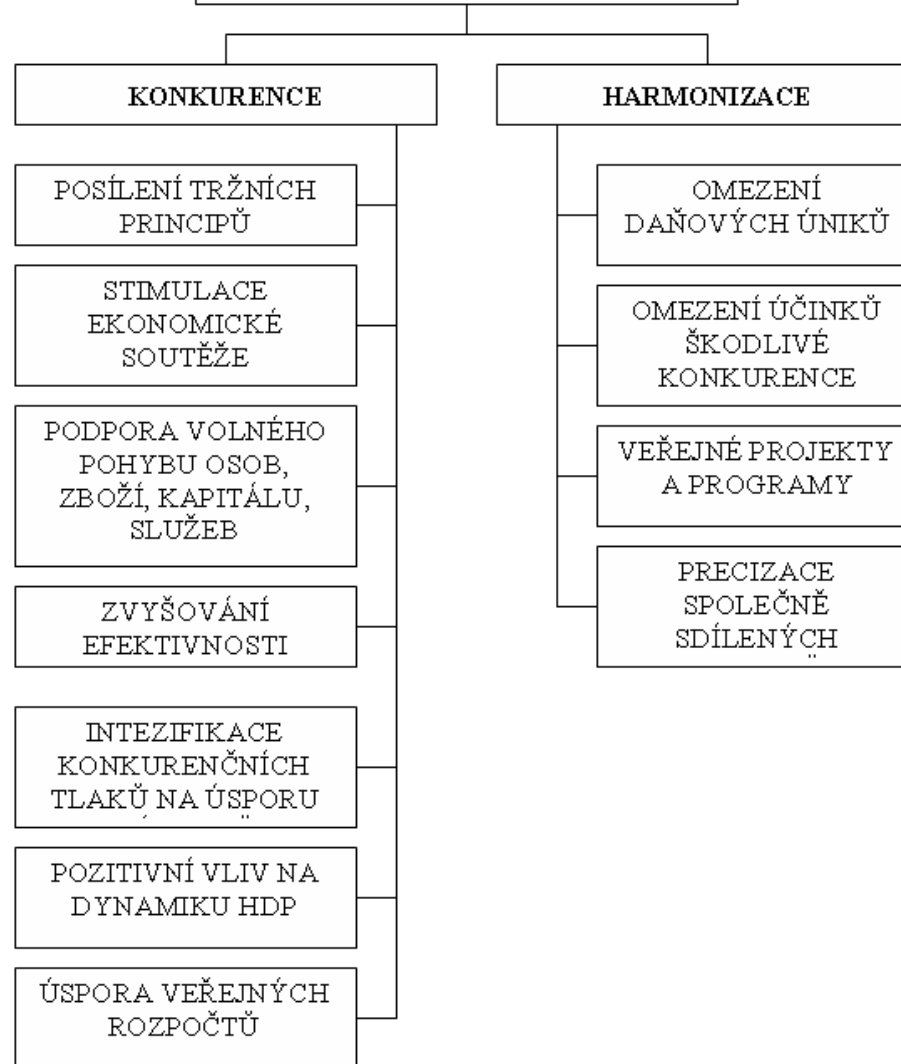 KONKURENCE
POSÍLENÍ TRŽNÍCH
PRINCIPŮ
STIMULACE
EKONOMICKÉ
SOUTĚŽE
PODPORA VOLNÉHO
POHYBU OSOB,
ZBOŽÍ, KAPITÁLU,
SLUŽEB
ZVYŠOVÁNÍ
EFEKTIVNOSTI
INTEZIFIKACE
KONKURENČNÍCH
TLAKŮ NA ÚSPORU
POZITIVNÍ VLIV NA
DYNAMIKU HDP
ÚSPORA VEŘEJNÝCH
ROZPOČTŮ
HARMONIZACE
OMEZENÍ
DAŇOVÝCH ÚNIKŮ
OMEZENÍ ÚČINKŮ
ŠKODLIVÉ
KONKURENCE
VEŘEJNÉ PROJEKTY
A PROGRAMY
PRECIZACE
SPOLEČNĚ
SDÍLENÝCH